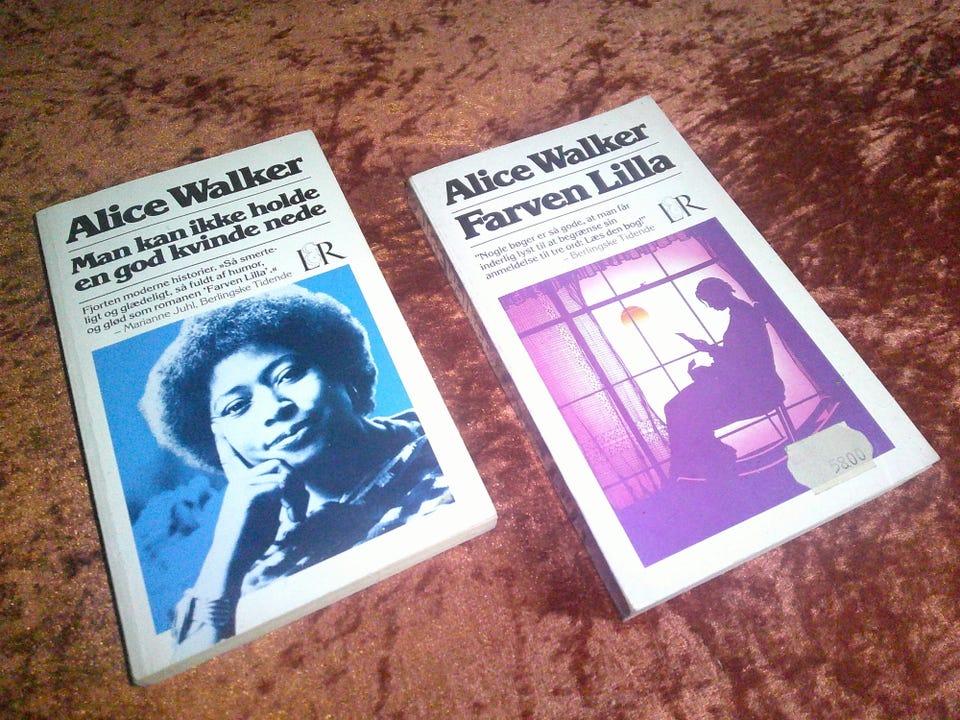 Alice Walker
Man kan ikke holde
en god kvinde nede
Fjorten moderne historier. »Så smerte-
ligt og glædeligt, så fuldt af humor,
og glød som romanen 'Farven Lilla'.«
– Marianne Juhl, Berlingske Tidende
L&R
Alice Walker
Farven Lilla
"Nogle bøger er så gode, at man får
inderlig lyst til at begrænse sin
anmeldelse til tre ord: Læs den bog!"
– Berlingske Tidende
L&R
58.00